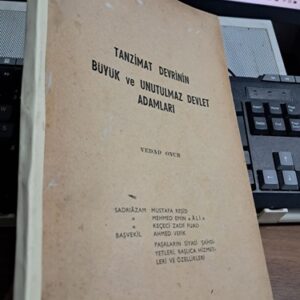 TANZİMAT DEVRİNİN
BÜYÜK ve UNUTULMAZ DEVLET
ADAMLARI
VEDAD ONUR
SADRIÂZAM MUSTAFA REŞİD
» MEHMED EMİN «ÂLİ»
» KEÇECİ ZADE FUAD
BAŞVEKİL AHMED VEFİK
PAŞALARIN SİYASİ ŞAHSİ-
YETLERİ, BAŞLICA HİZMET-
LERİ VE ÖZELLİKLERİ